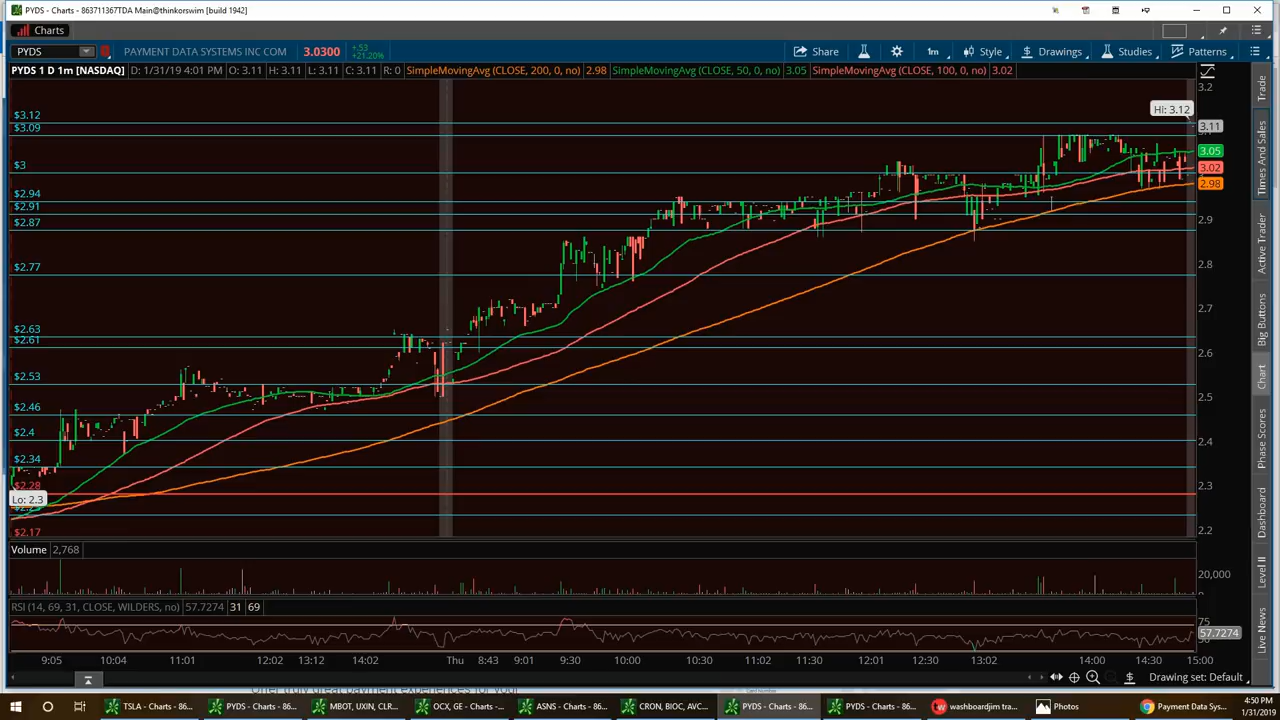 PYDS - Charts - 863711367TDA Main@thinkorswim [build 1942]
Charts
PYDS PAYMENT DATA SYSTEMS INC COM 3.0300 +.53 +21.20% Share 1m Style Drawings Studies Patterns
PYDS 1 D 1m [NASDAQ] D: 1/31/19 4:01 PM O: 3.11 H: 3.11 L: 3.11 C: 3.11 R: 0 SimpleMovingAvg (CLOSE, 200, 0, no) 2.98 SimpleMovingAvg (CLOSE, 50, 0, no) 3.05 SimpleMovingAvg (CLOSE, 100, 0, no) 3.02
3.2
Hi: 3.12
$3.12
$3.09
3.11
3.05
$3
3.02
2.98
$2.94
$2.91
2.9
$2.87
$2.77
2.8
2.7
$2.63
$2.61
2.6
$2.53
2.5
$2.46
$2.4
2.4
$2.34
$2.28
2.3
Lo: 2.3
$2.17
2.2
Volume 2,768
20,000
RSI (14, 69, 31, CLOSE, WILDERS, no) 57.7274 31 69
75
57.7274
9:05 10:04 11:01 12:02 13:12 14:02 Thu 8:45 9:01 9:30 10:00 10:30 11:02 11:30 12:01 12:30 13:02 14:00 14:30 15:00
Drawing set: Default
Trade
Times And Sales
Active Trader
Big Buttons
Chart
Phase Scores
Dashboard
Level II
Live News
Offer truly great payment experiences for your
TSLA - Charts - 86... PYDS - Charts - 86... MBOT, UXIN, CLR... OCX, GE - Charts -... ASNS - Charts - 86... CRON, BIOC, AVC... PYDS - Charts - 86... PYDS - Charts - 86... washboardjim tra... Photos Payment Data Sys...
4:50 PM
1/31/2019